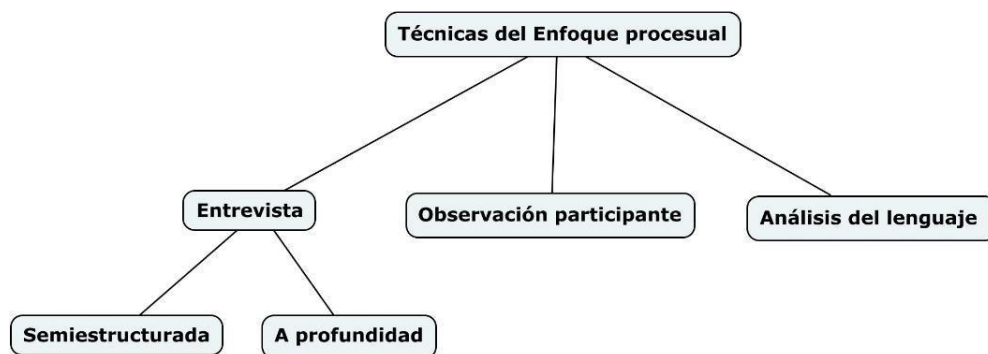 Técnicas del Enfoque procesual
Entrevista
Observación participante
Análisis del lenguaje
Semiestructurada
A profundidad